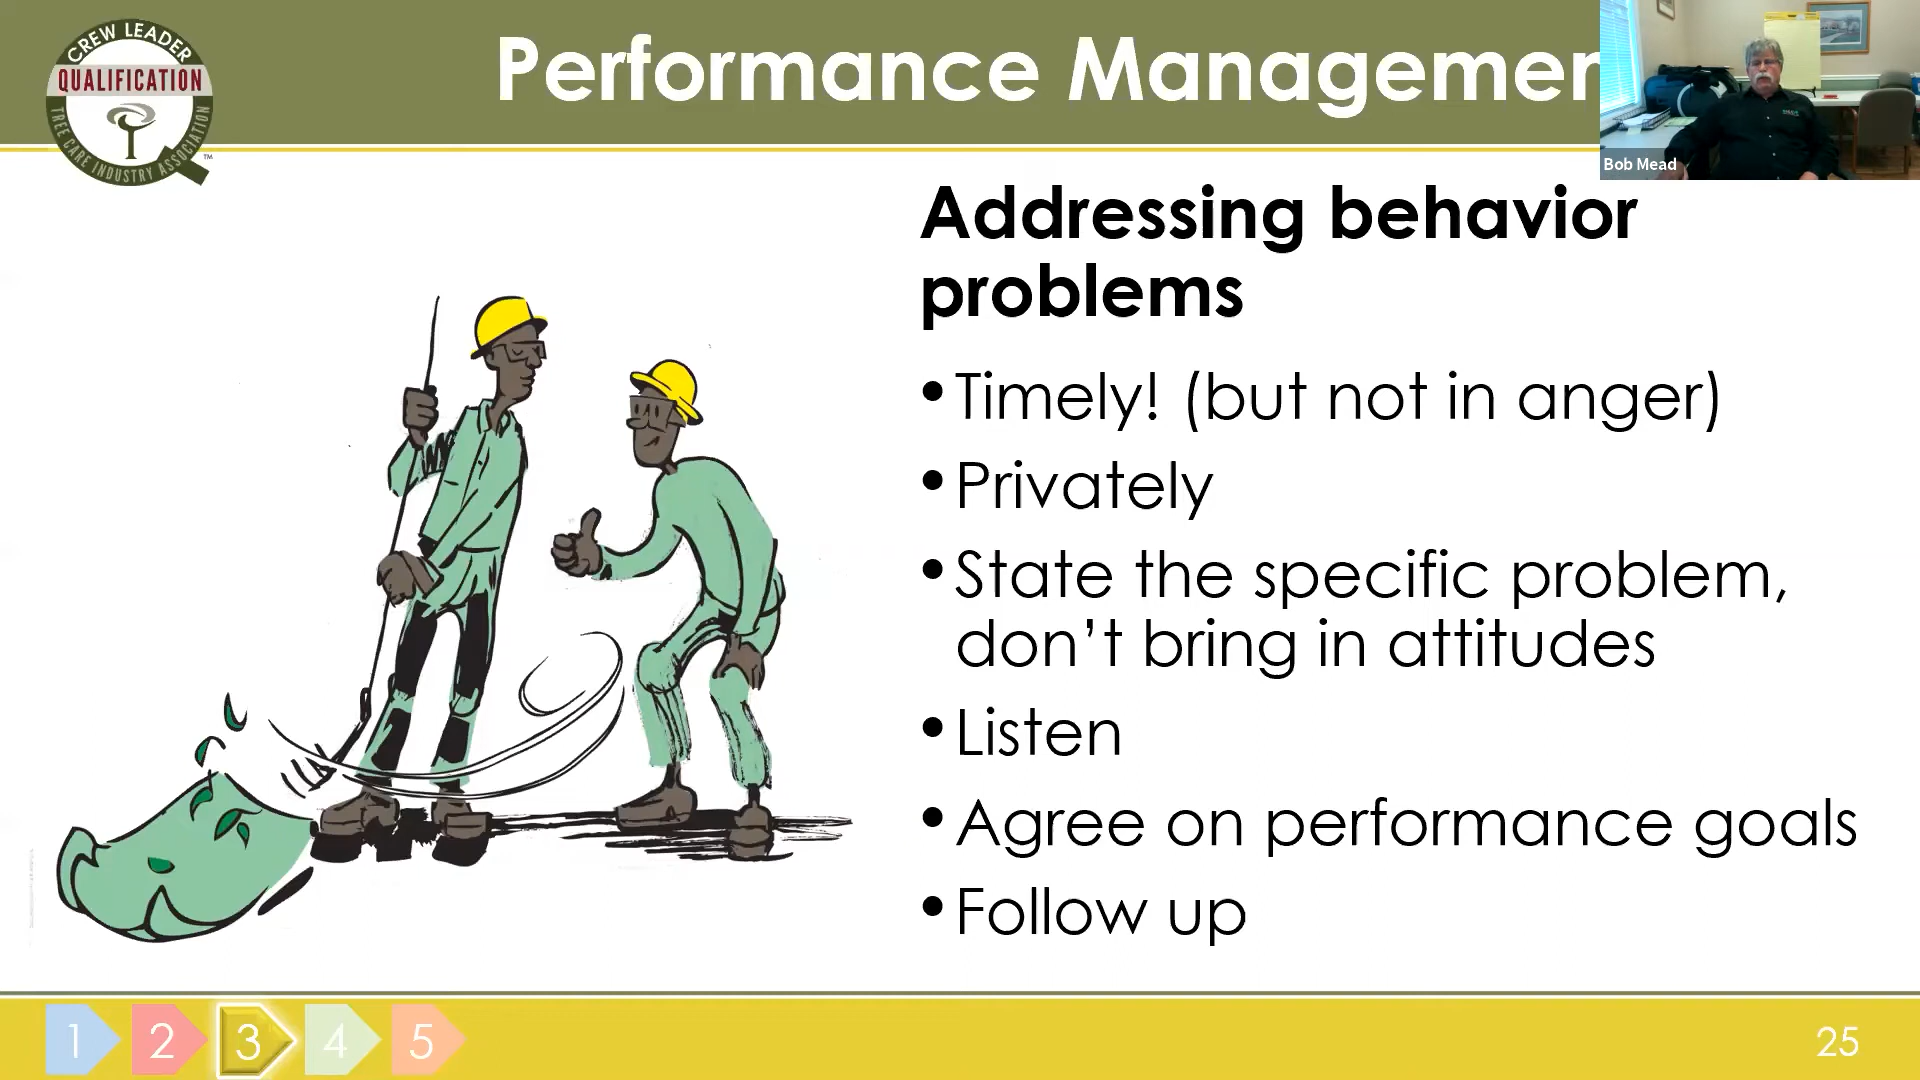 CREW LEADER
QUALIFICATION
TREE CARE INDUSTRY ASSOCIATION
TM
Performance Managemen
Bob Mead
Addressing behavior
problems
•Timely! (but not in anger)
•Privately
•State the specific problem,
don’t bring in attitudes
•Listen
•Agree on performance goals
•Follow up
1 2 3 4 5
25